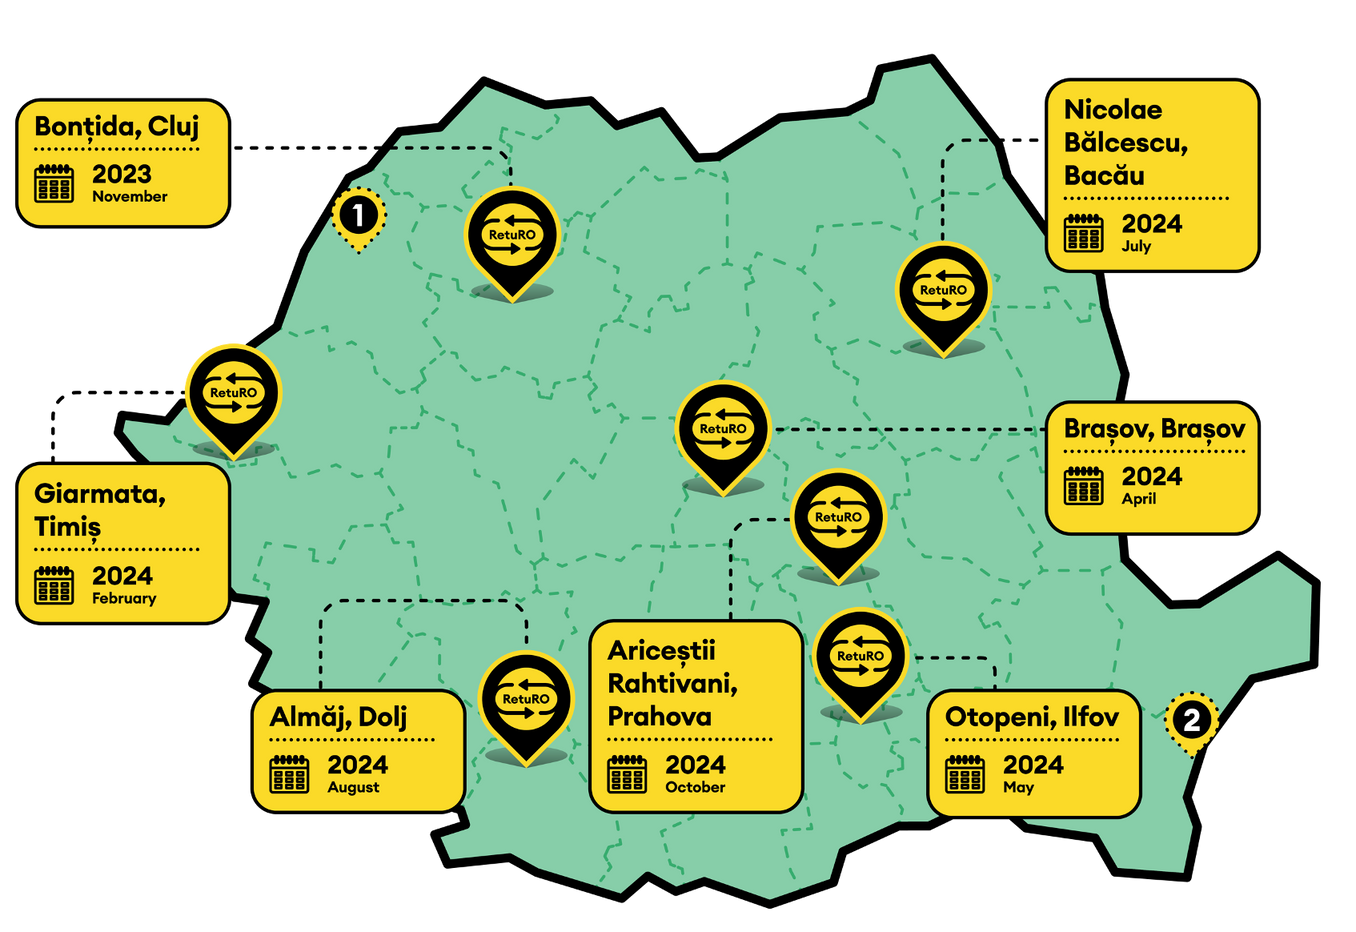 Bonțida, Cluj
2023
November
Nicolae
Bălcescu,
Bacău
2024
July
1
RetuRO
RetuRO
RetuRO
Giarmata,
Timiș
2024
February
RetuRO
Brașov, Brașov
2024
April
RetuRO
Almăj, Dolj
2024
August
RetuRO
Ariceștii
Rahtivani,
Prahova
2024
October
RetuRO
Otopeni, Ilfov
2024
May
2